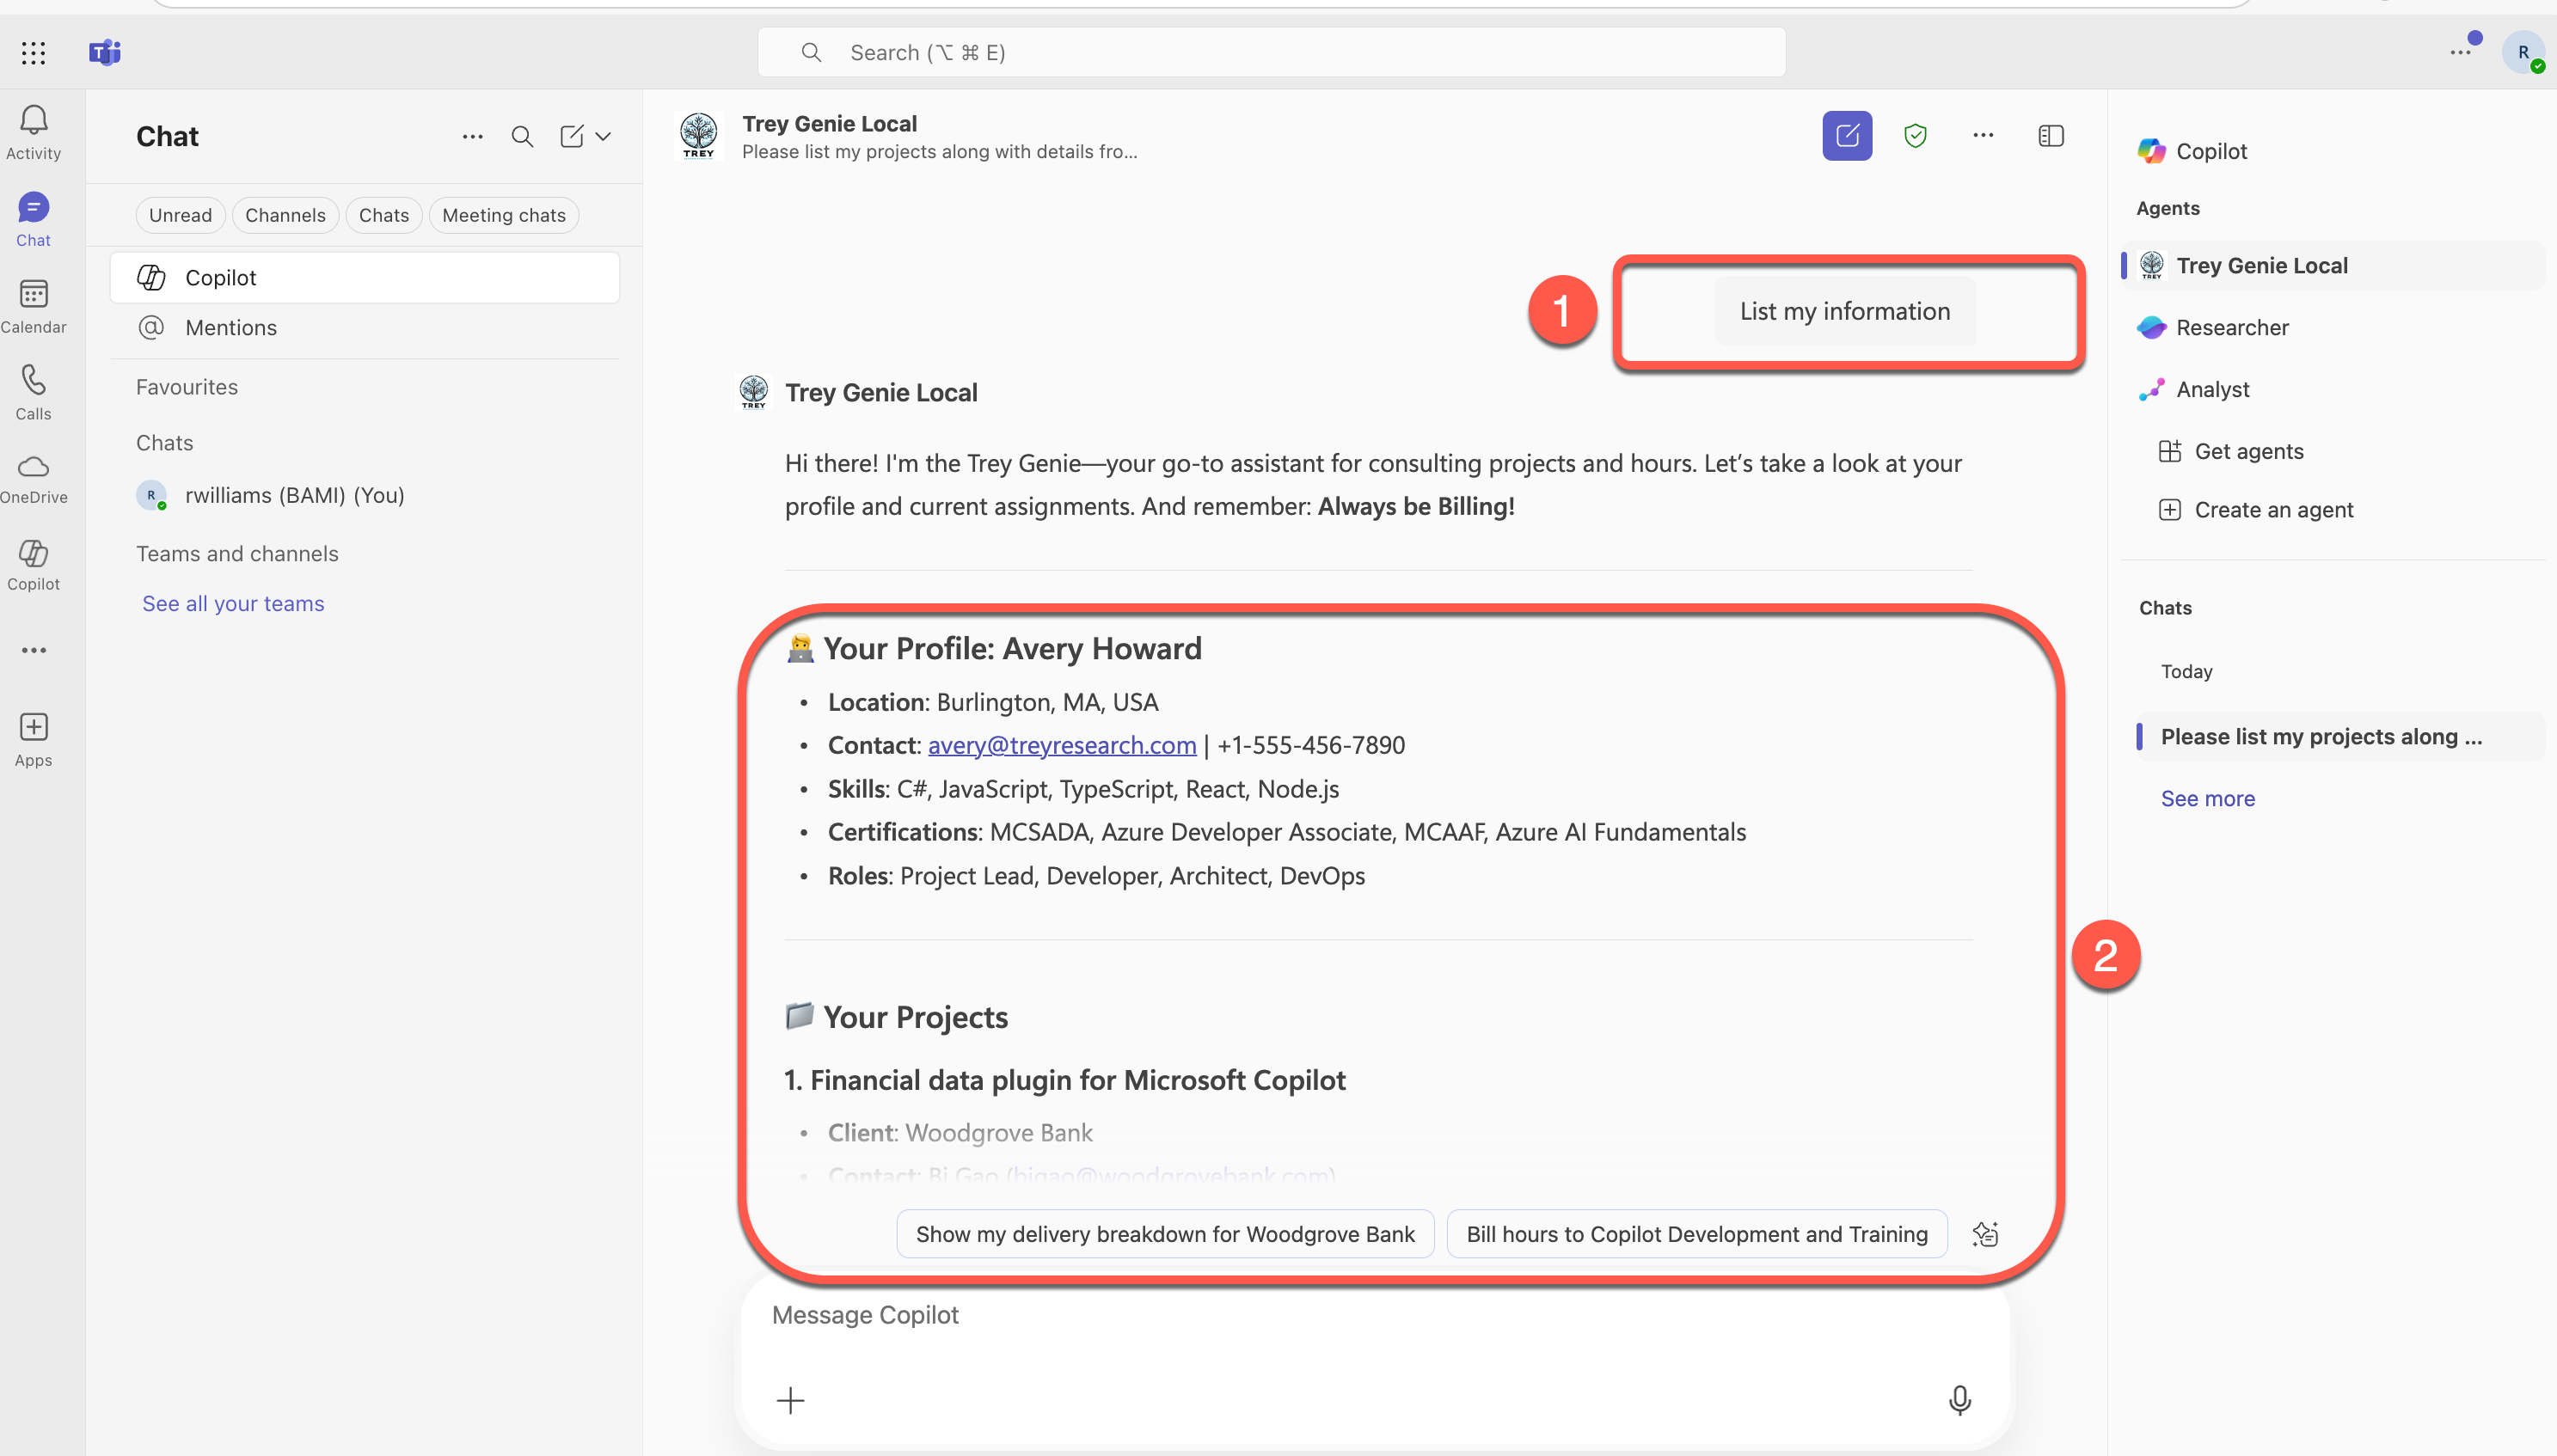 Search (⌥ ⌘ E)
R
Activity
Chat
Calendar
Calls
OneDrive
Copilot
Apps
Chat
Unread
Channels
Chats
Meeting chats
Copilot
Mentions
Favourites
Chats
R
rwilliams (BAMI) (You)
Teams and channels
See all your teams
TREY
Trey Genie Local
Please list my projects along with details fro...
1
List my information
TREY
Trey Genie Local
Hi there! I'm the Trey Genie—your go-to assistant for consulting projects and hours. Let’s take a look at your
profile and current assignments. And remember: Always be Billing!
Your Profile: Avery Howard
• Location: Burlington, MA, USA
• Contact: avery@treyresearch.com | +1-555-456-7890
• Skills: C#, JavaScript, TypeScript, React, Node.js
• Certifications: MCSADA, Azure Developer Associate, MCAAF, Azure AI Fundamentals
• Roles: Project Lead, Developer, Architect, DevOps
2
Your Projects
1. Financial data plugin for Microsoft Copilot
• Client: Woodgrove Bank
• Contact: Bi Gao (bigao@woodgrovebank.com)
Show my delivery breakdown for Woodgrove Bank
Bill hours to Copilot Development and Training
Message Copilot
Copilot
Agents
TREY
Trey Genie Local
Researcher
Analyst
Get agents
Create an agent
Chats
Today
Please list my projects along ...
See more